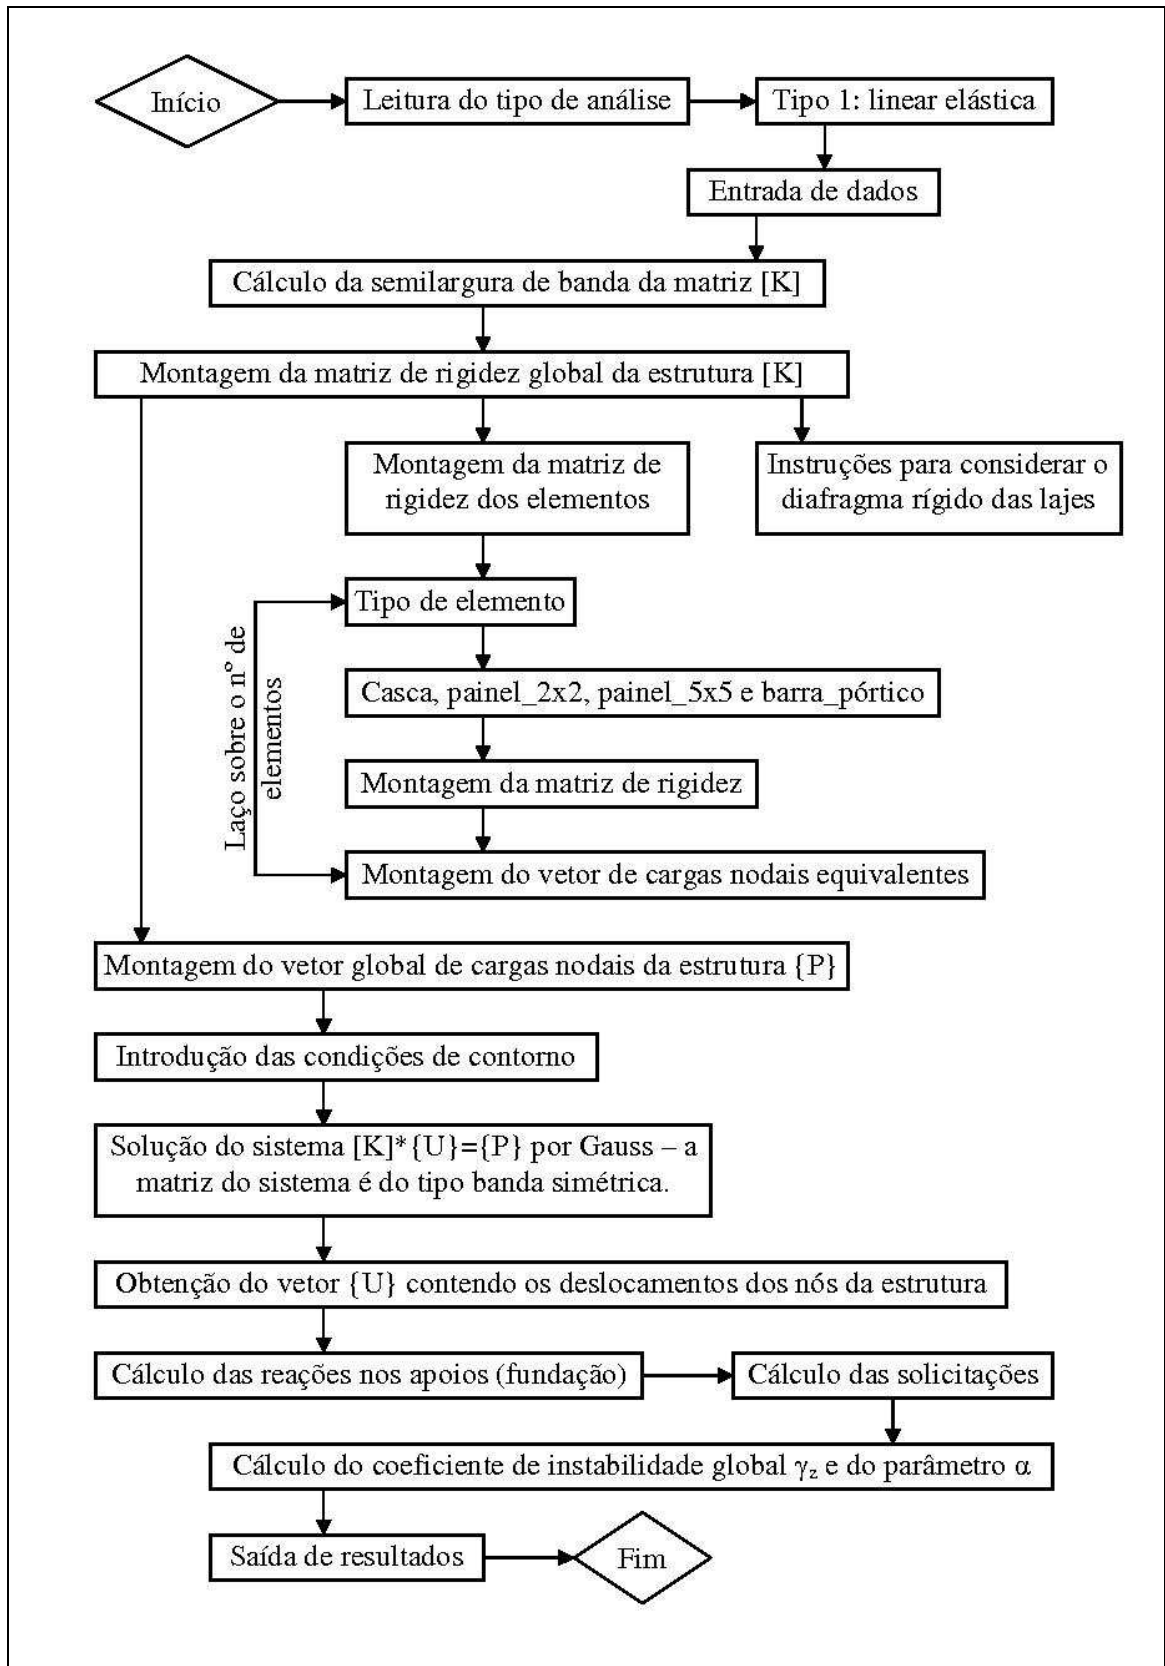 Início
Leitura do tipo de análise
Tipo 1: linear elástica
Entrada de dados
Cálculo da semilargura de banda da matriz [K]
Montagem da matriz de rigidez global da estrutura [K]
Montagem da matriz de
rigidez dos elementos
Instruções para considerar o
diafragma rígido das lajes
Tipo de elemento
Laço sobre o nº de
elementos
Casca, painel_2x2, painel_5x5 e barra_pórtico
Montagem da matriz de rigidez
Montagem do vetor de cargas nodais equivalentes
Montagem do vetor global de cargas nodais da estrutura {P}
Introdução das condições de contorno
Solução do sistema [K]*{U}={P} por Gauss – a
matriz do sistema é do tipo banda simétrica.
Obtenção do vetor {U} contendo os deslocamentos dos nós da estrutura
Cálculo das reações nos apoios (fundação)
Cálculo das solicitações
Cálculo do coeficiente de instabilidade global γz e do parâmetro α
Saída de resultados
Fim